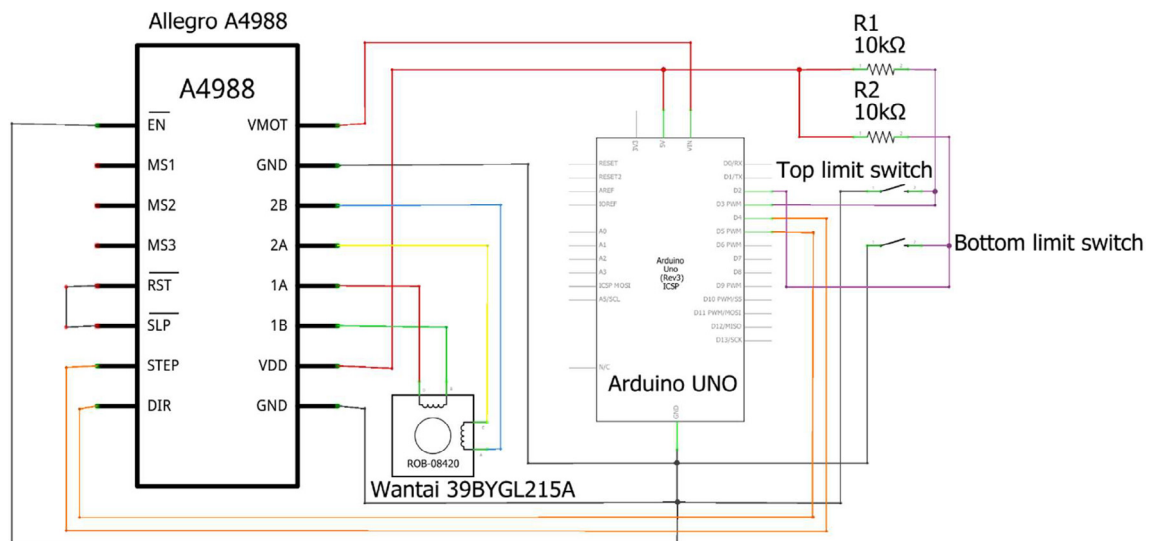 Allegro A4988
A4988
EN
MS1
MS2
MS3
RST
SLP
STEP
DIR
VMOT
GND
2B
2A
1A
1B
VDD
GND
ROB-08420
Wantai 39BYGL215A
3V3
5V
VIN
RESET
RESET2
AREF
IOREF
A0
A1
A2
A3
ICSP MOSI
A5/SCL
N/C
D0/RX
D1/TX
D2
D3 PWM
D4
D5 PWM
D6 PWM
D7
D8
D9 PWM
D10 PWM/SS
D11 PWM/MOSI
D12/MISO
D13/SCK
Arduino
Uno
(Rev3)
ICSP
Arduino UNO
GND
R1
10kΩ
R2
10kΩ
Top limit switch
Bottom limit switch